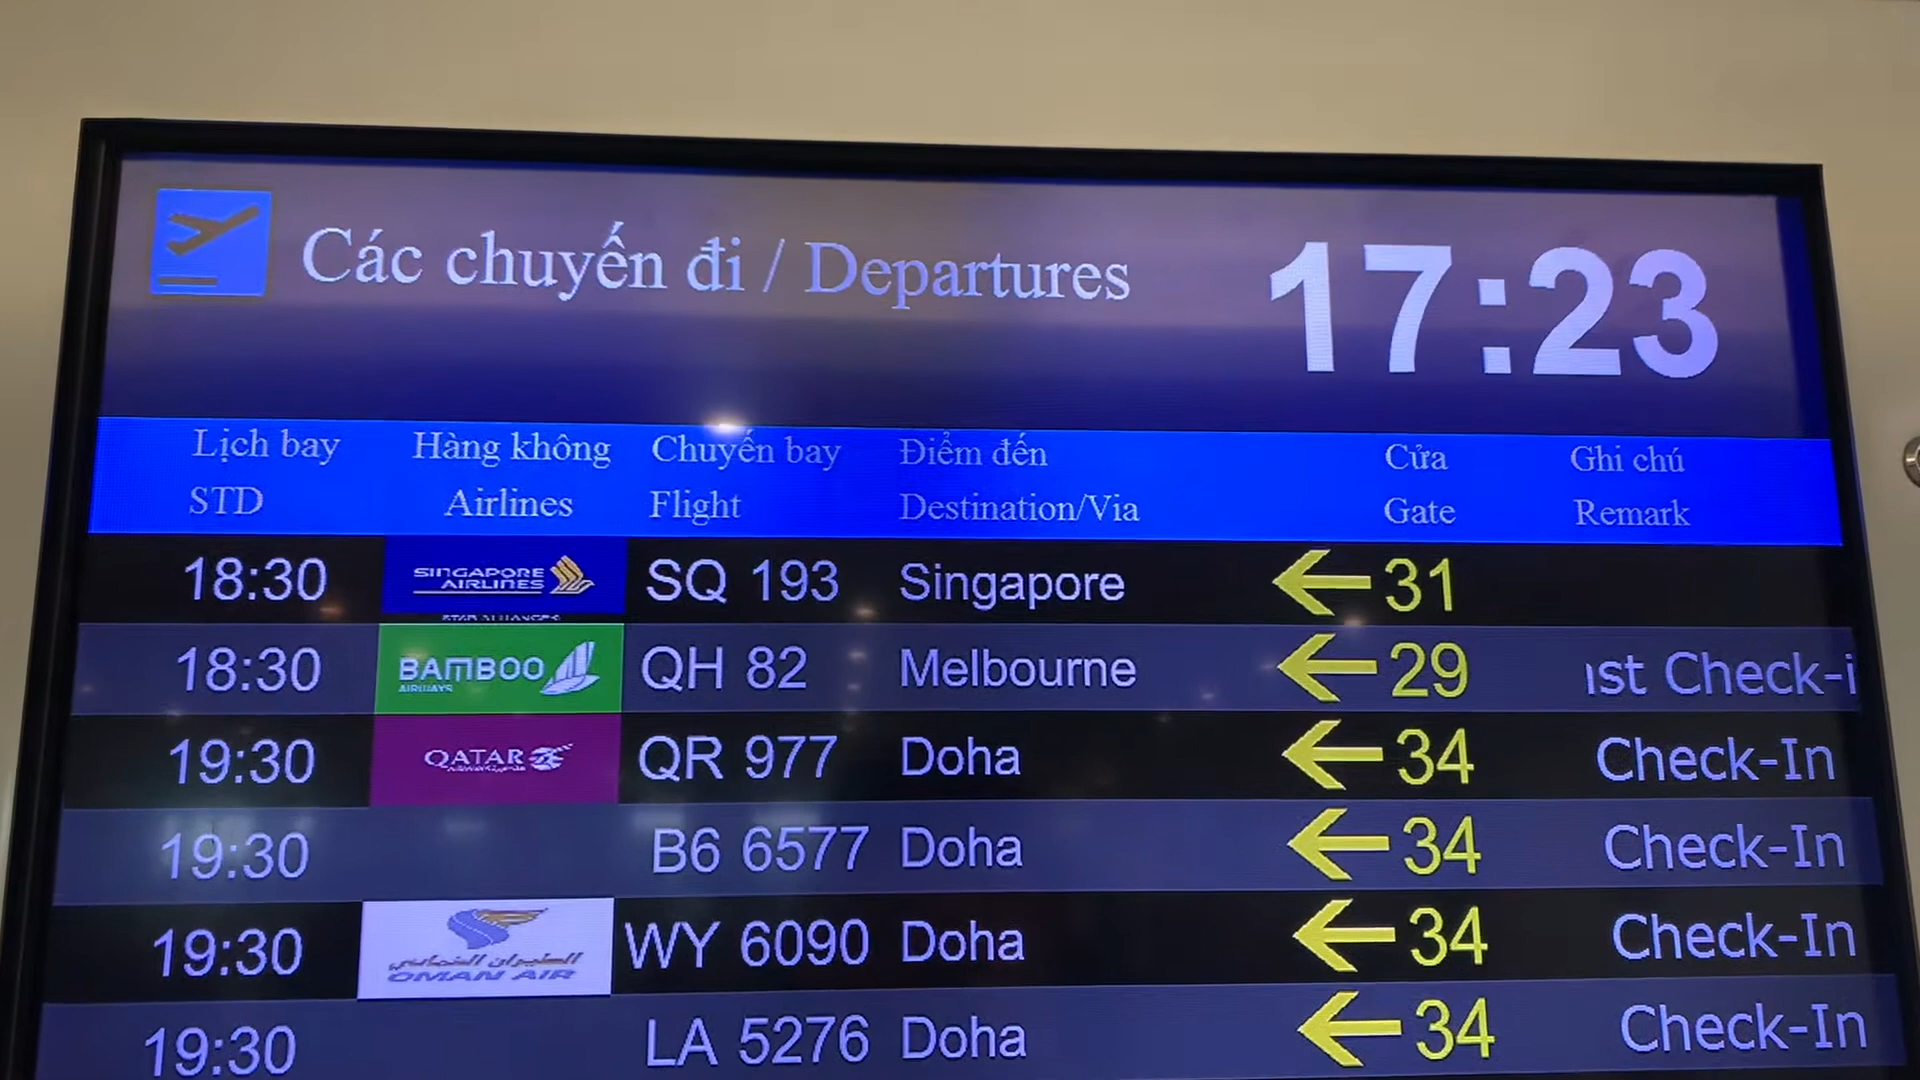 Các chuyến đi / Departures 17:23
Lịch bay Hàng không Chuyến bay Điểm đến Cửa Ghi chú
STD Airlines Flight Destination/Via Gate Remark
18:30 SINGAPORE AIRLINES SQ 193 Singapore 31
18:30 BAMBOO AIRWAYS QH 82 Melbourne 29 ıst Check-i
19:30 QATAR QR 977 Doha 34 Check-In
19:30 B6 6577 Doha 34 Check-In
19:30 الطيران العماني OMAN AIR WY 6090 Doha 34 Check-In
19:30 LA 5276 Doha 34 Check-In